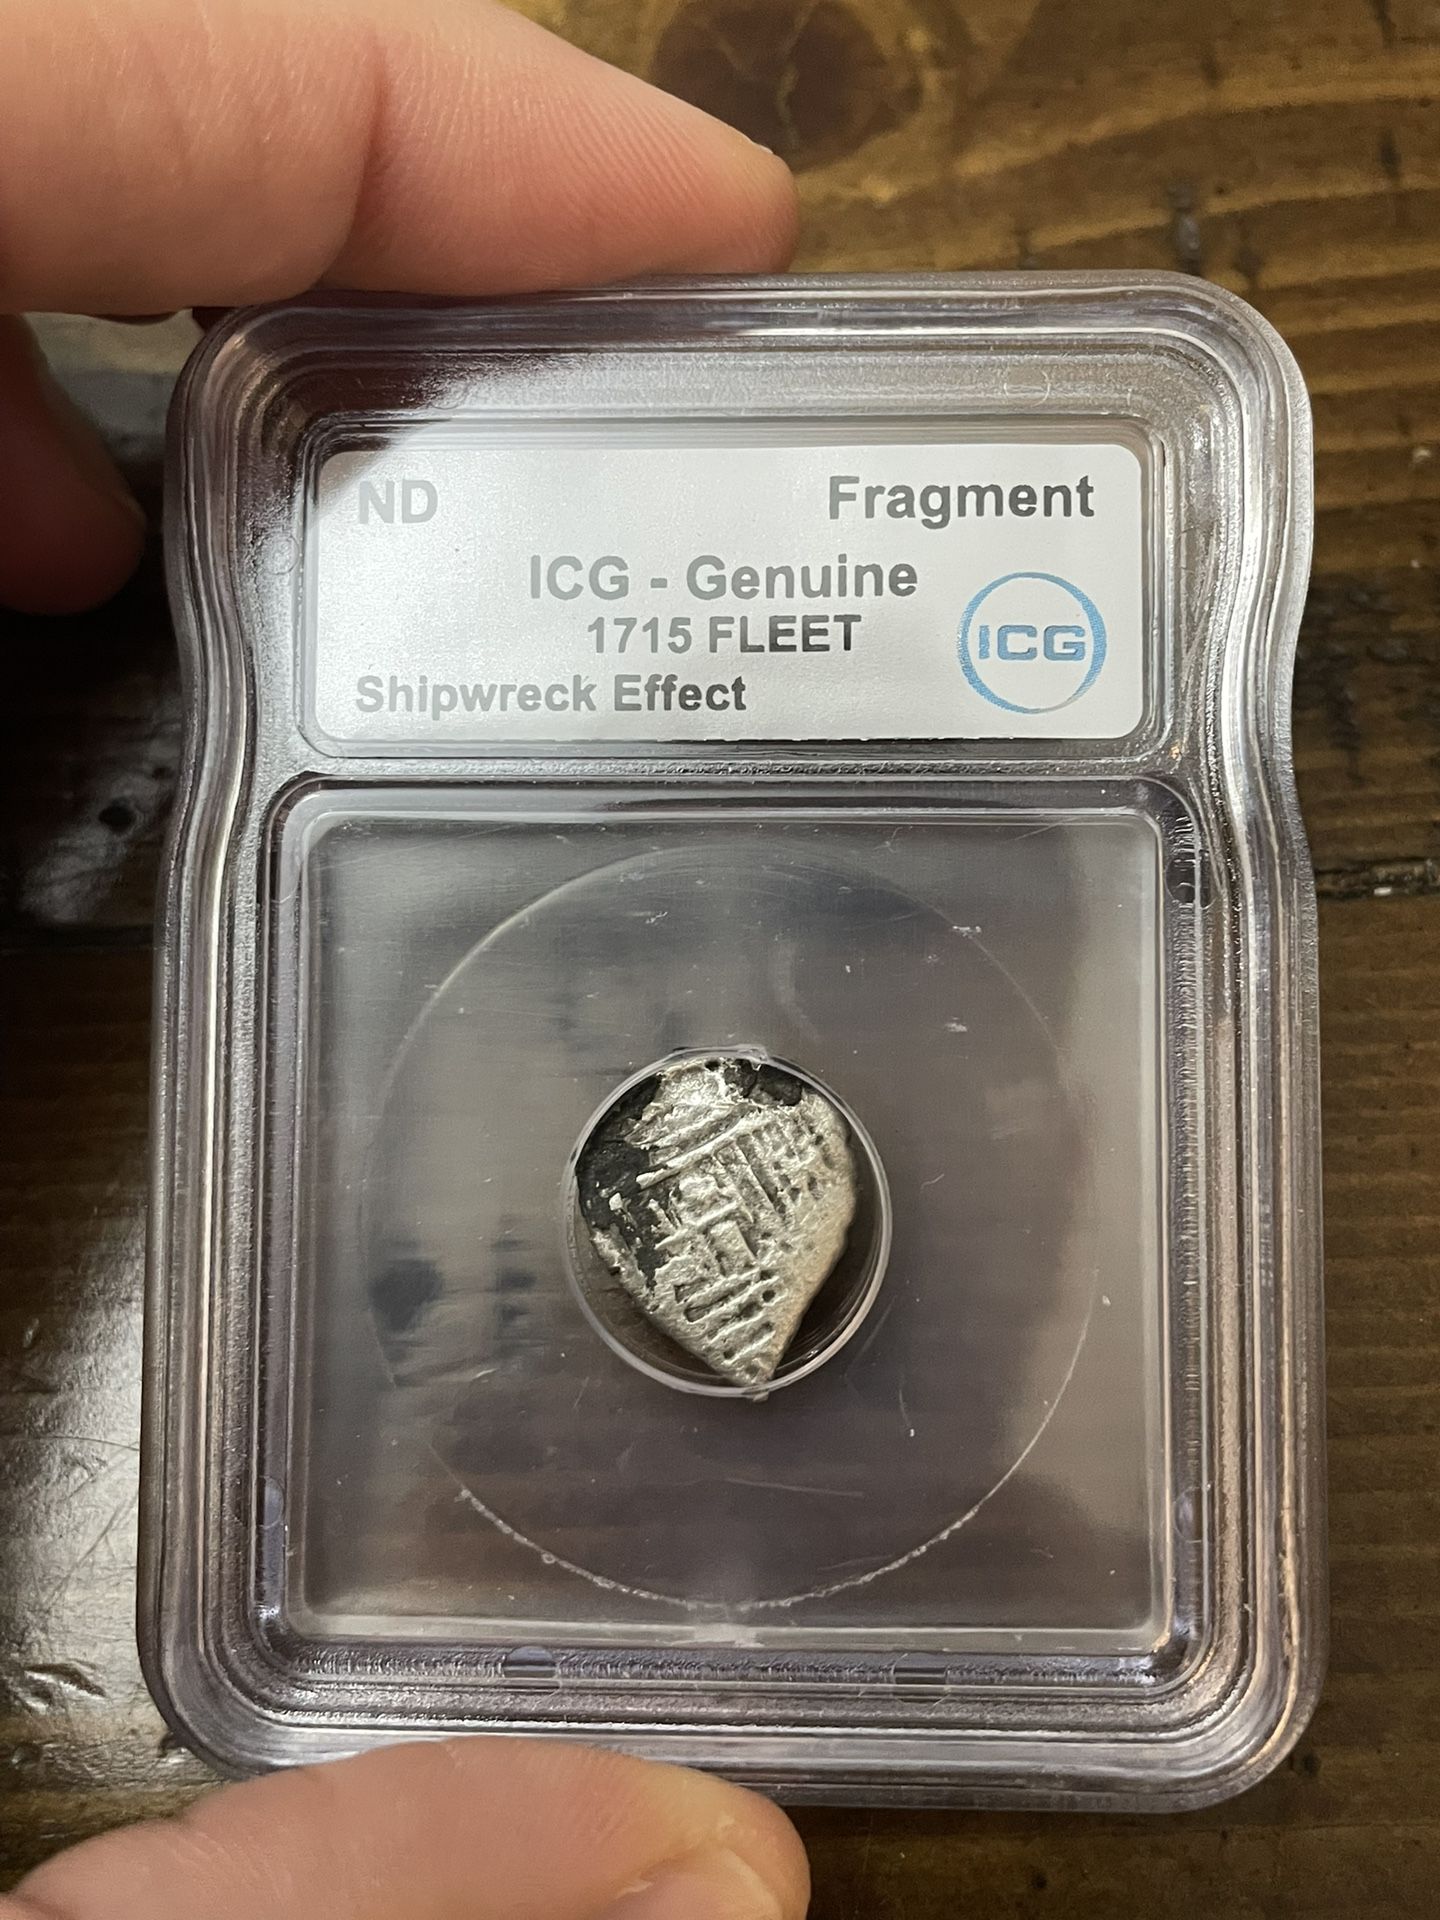 ND Fragment
ICG - Genuine
1715 FLEET
Shipwreck Effect
ICG